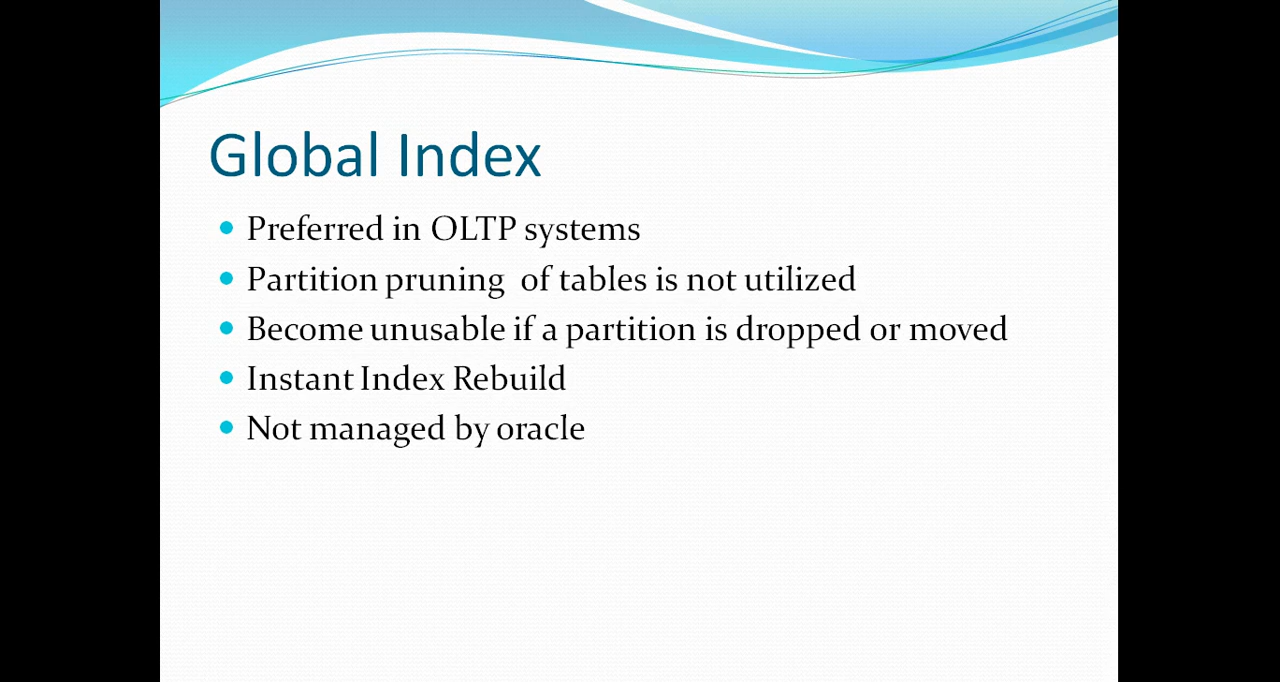 Global Index
Preferred in OLTP systems
Partition pruning  of tables is not utilized
Become unusable if a partition is dropped or moved
Instant Index Rebuild
Not managed by oracle